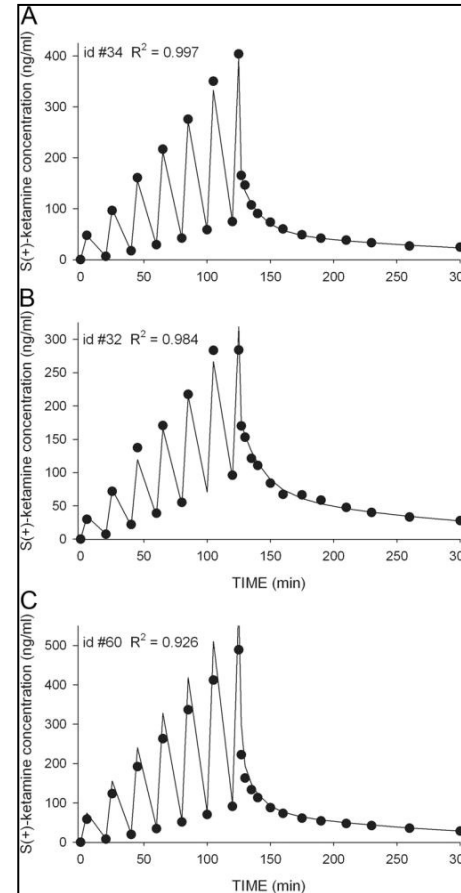 A
id #34 R² = 0.997
S(+)-ketamine concentration (ng/ml)
400
300
200
100
0
0 50 100 150 200 250 300
B
id #32 R² = 0.984
S(+)-ketamine concentration (ng/ml)
300
250
200
150
100
50
0
0 50 100 150 200 250 300
TIME (min)
C
id #60 R² = 0.926
S(+)-ketamine concentration (ng/ml)
500
400
300
200
100
0
0 50 100 150 200 250 300
TIME (min)